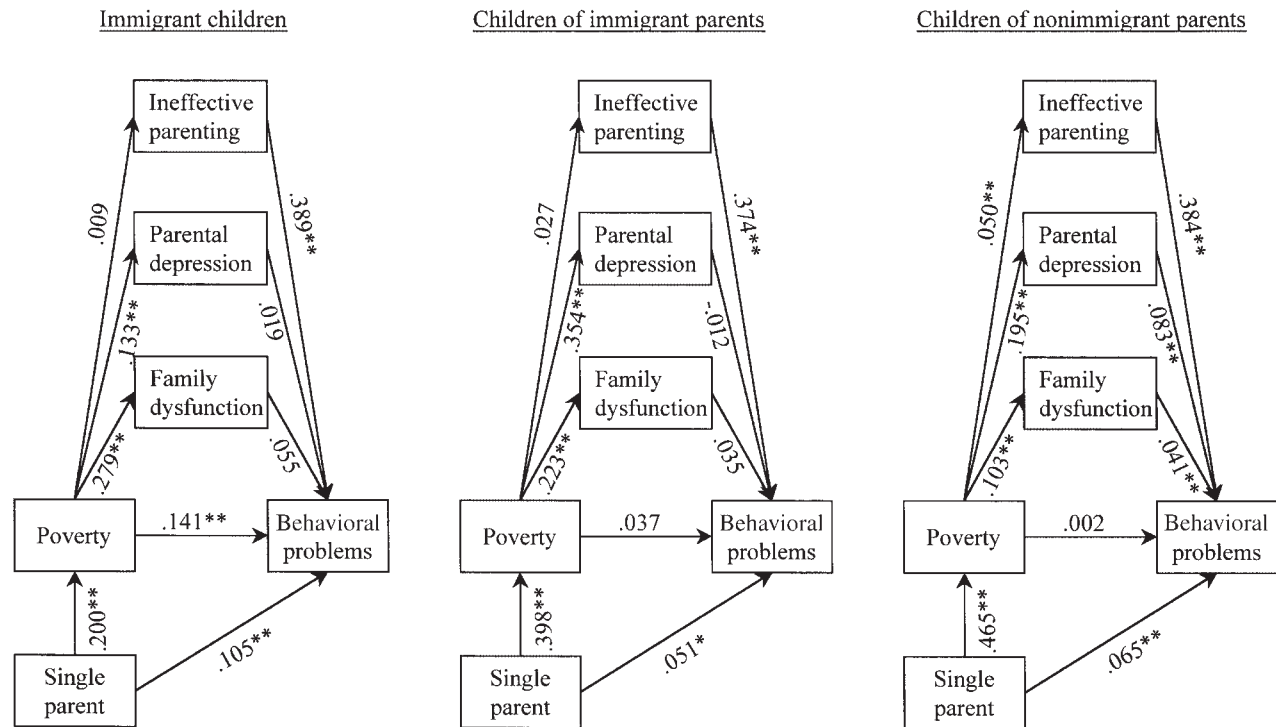 Immigrant children
Ineffective
parenting
.009
.389**
Parental
depression
.133**
.019
Family
dysfunction
.279**
.055
Poverty
.141**
Behavioral
problems
.200**
.105**
Single
parent
Children of immigrant parents
Ineffective
parenting
.027
.374**
Parental
depression
.354**
-.012
Family
dysfunction
.223**
.035
Poverty
.037
Behavioral
problems
.398**
.051*
Single
parent
Children of nonimmigrant parents
Ineffective
parenting
.050**
.384**
Parental
depression
.195**
.083**
Family
dysfunction
.103**
.041**
Poverty
.002
Behavioral
problems
.465**
.065**
Single
parent